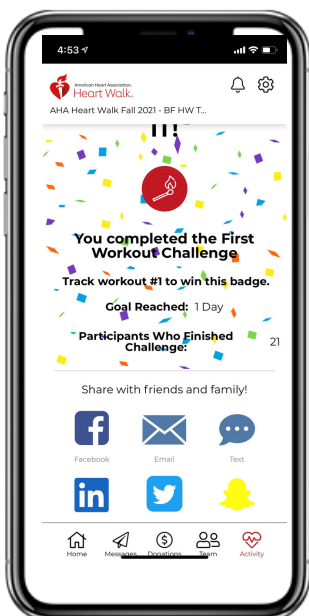 4:53
American Heart Association.
Heart Walk.
AHA Heart Walk Fall 2021 - BF HW T...
IT!
You completed the First
Workout Challenge
Track workout #1 to win this badge.
Goal Reached: 1 Day
Participants Who Finished
Challenge: 21
Share with friends and family!
Facebook
Email
Text
in
Home
Messages
Donations
Team
Activity